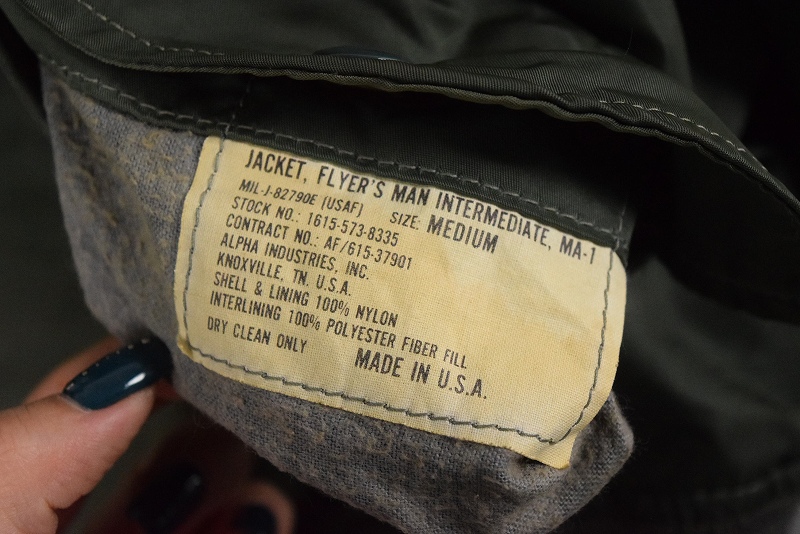 JACKET, FLYER'S MAN INTERMEDIATE, MA-1
MIL-J-82790E (USAF) SIZE: MEDIUM
STOCK NO.: 1615-573-8335
CONTRACT NO.: AF/615-37901
ALPHA INDUSTRIES, INC.
KNOXVILLE, TN. U.S.A.
SHELL & LINING 100% NYLON
INTERLINING 100% POLYESTER FIBER FILL
DRY CLEAN ONLY MADE IN U.S.A.